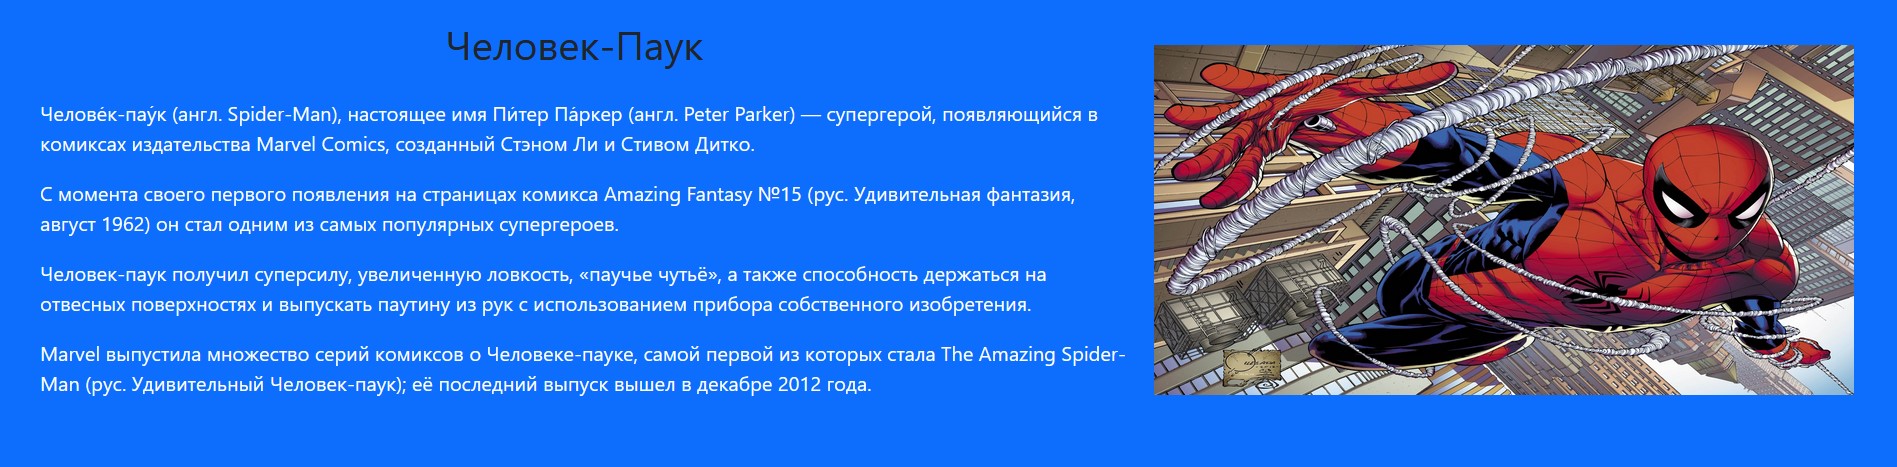 Человек-Паук
Челове́к-пау́к (англ. Spider-Man), настоящее имя Пи́тер Па́ркер (англ. Peter Parker) — супергерой, появляющийся в
комиксах издательства Marvel Comics, созданный Стэном Ли и Стивом Дитко.
С момента своего первого появления на страницах комикса Amazing Fantasy №15 (рус. Удивительная фантазия,
август 1962) он стал одним из самых популярных супергероев.
Человек-паук получил суперсилу, увеличенную ловкость, «паучье чутьё», а также способность держаться на
отвесных поверхностях и выпускать паутину из рук с использованием прибора собственного изобретения.
Marvel выпустила множество серий комиксов о Человеке-пауке, самой первой из которых стала The Amazing Spider-
Man (рус. Удивительный Человек-паук); её последний выпуск вышел в декабре 2012 года.